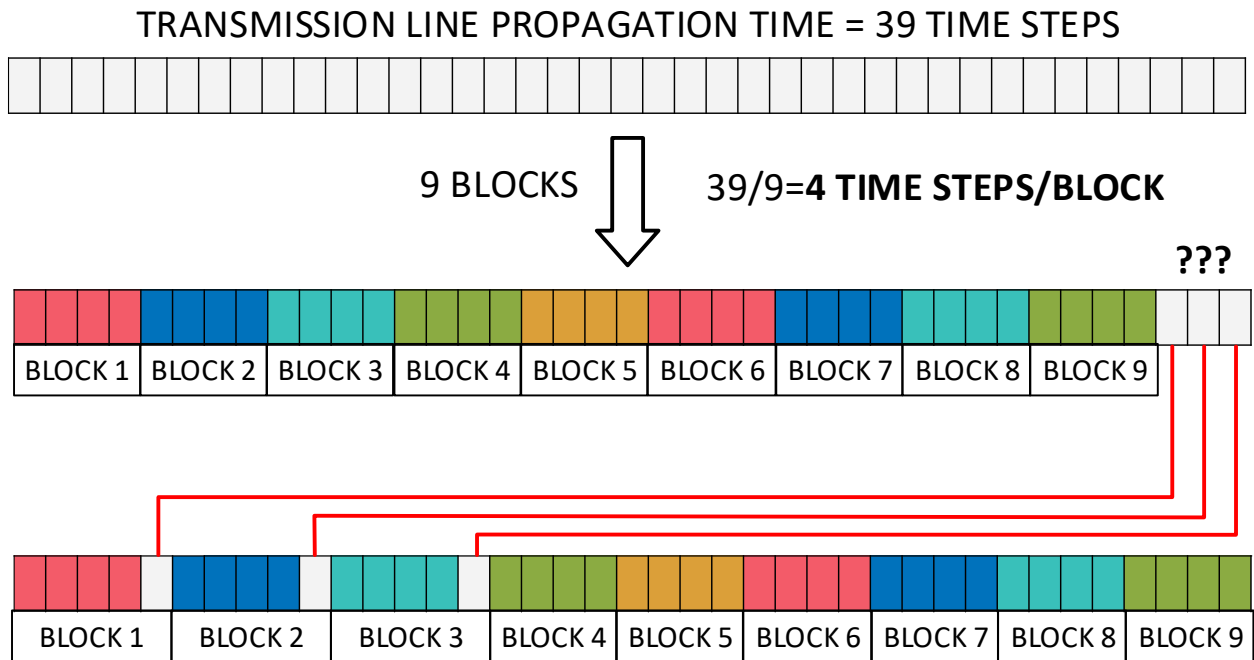 TRANSMISSION LINE PROPAGATION TIME = 39 TIME STEPS
9 BLOCKS
39/9=4 TIME STEPS/BLOCK
???
BLOCK 1
BLOCK 2
BLOCK 3
BLOCK 4
BLOCK 5
BLOCK 6
BLOCK 7
BLOCK 8
BLOCK 9
BLOCK 1
BLOCK 2
BLOCK 3
BLOCK 4
BLOCK 5
BLOCK 6
BLOCK 7
BLOCK 8
BLOCK 9